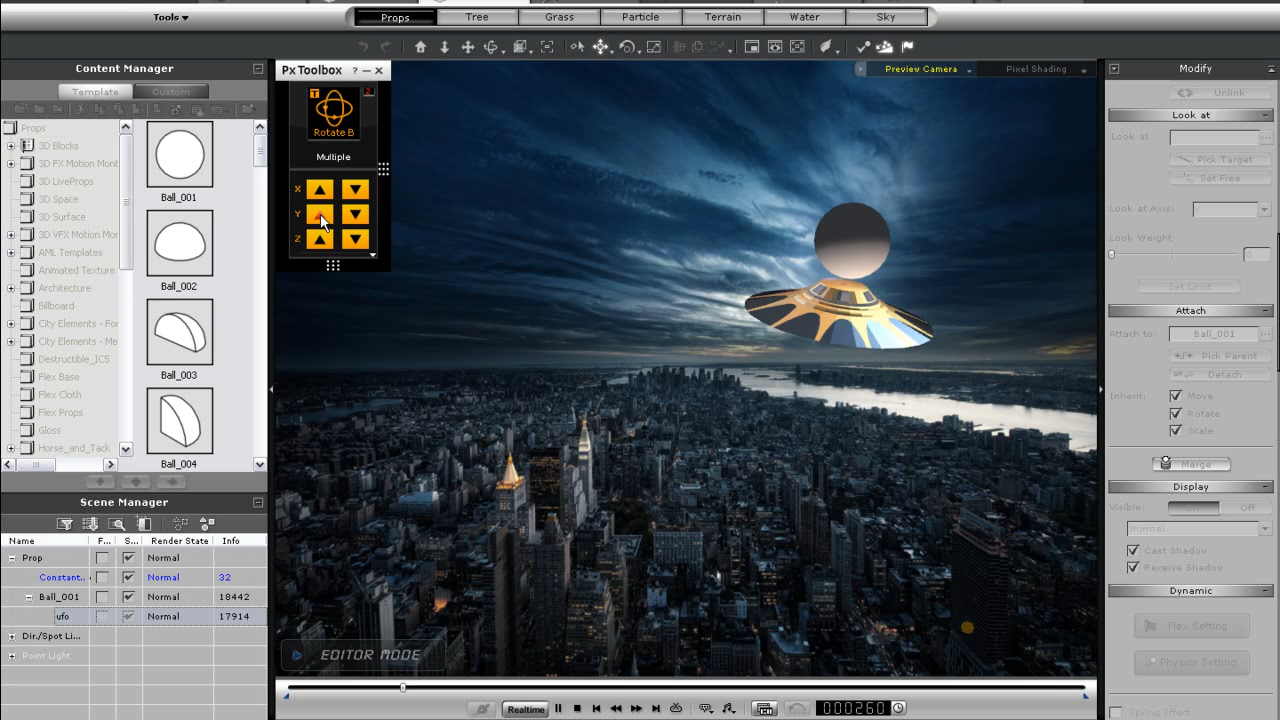 Tools
Props
Tree
Grass
Particle
Terrain
Water
Sky
Content Manager
Template
Custom
Props
3D Blocks
3D FX Motion Mont
3D LiveProps
3D Space
3D Surface
3D VFX Motion Mor
AML Templates
Animated Texture
Architecture
Billboard
City Elements - For
City Elements - Me
Destructible_IC5
Flex Base
Flex Cloth
Flex Props
Gloss
Horse_and_Tack
Ball_001
Ball_002
Ball_003
Ball_004
Scene Manager
Name F... S... Render State Info
Prop Normal
Constant.. Normal 32
Ball_001 Normal 18442
ufo Normal 17914
Dir./Spot Li...
Point Light
Px Toolbox ?
T
2
Rotate B
Multiple
X
Y
Z
Preview Camera
Pixel Shading
EDITOR MODE
Realtime
000260
Modify
Unlink
Look at
Look at:
Pick Target
Set Free
Look at Axis: Y
Look Weight
0
Set Limit
Attach
Attach to: Ball_001
Pick Parent
Detach
Inherit: Move
Rotate
Scale
Merge
Display
Visible: On Off
Normal
Cast Shadow
Receive Shadow
Dynamic
Flex Setting
Physics Setting
Spring Effect